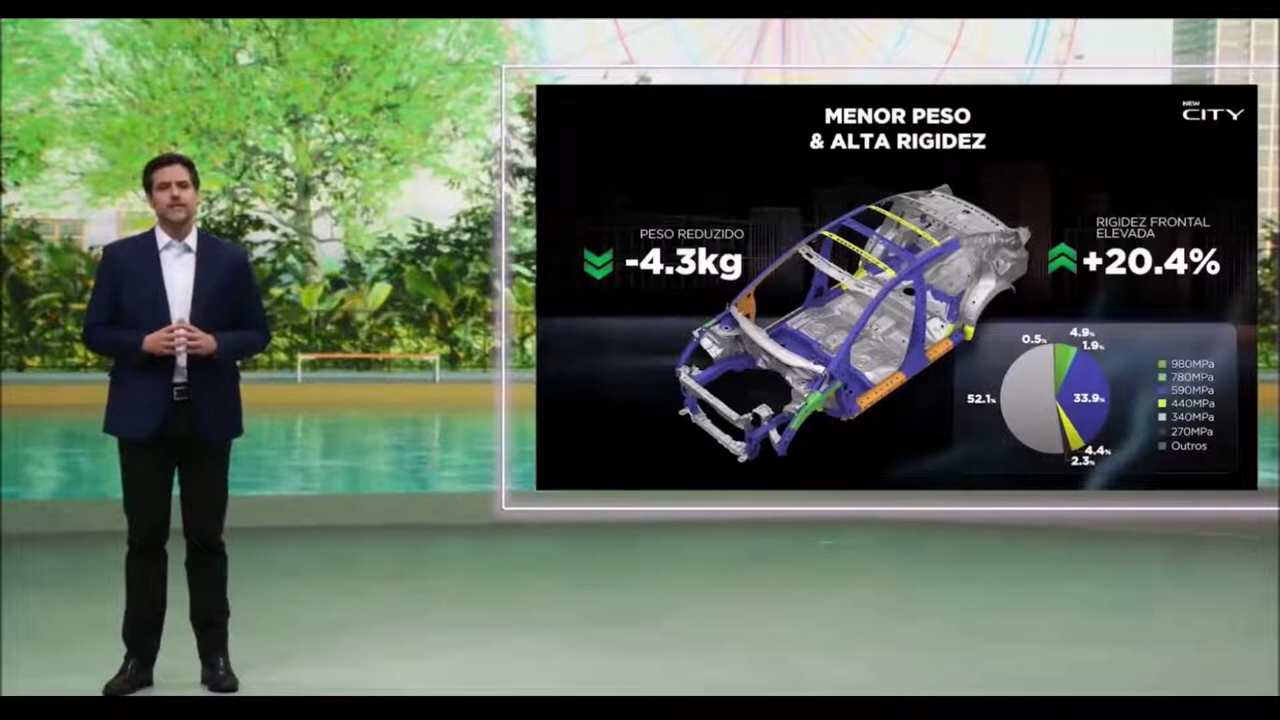 MENOR PESO
& ALTA RIGIDEZ
NEW
CITY
PESO REDUZIDO
-4.3kg
RIGIDEZ FRONTAL
ELEVADA
+20.4%
4.9%
0.5%
1.9%
52.1%
33.9%
4.4%
2.3%
980MPa
780MPa
590MPa
440MPa
340MPa
270MPa
Outros